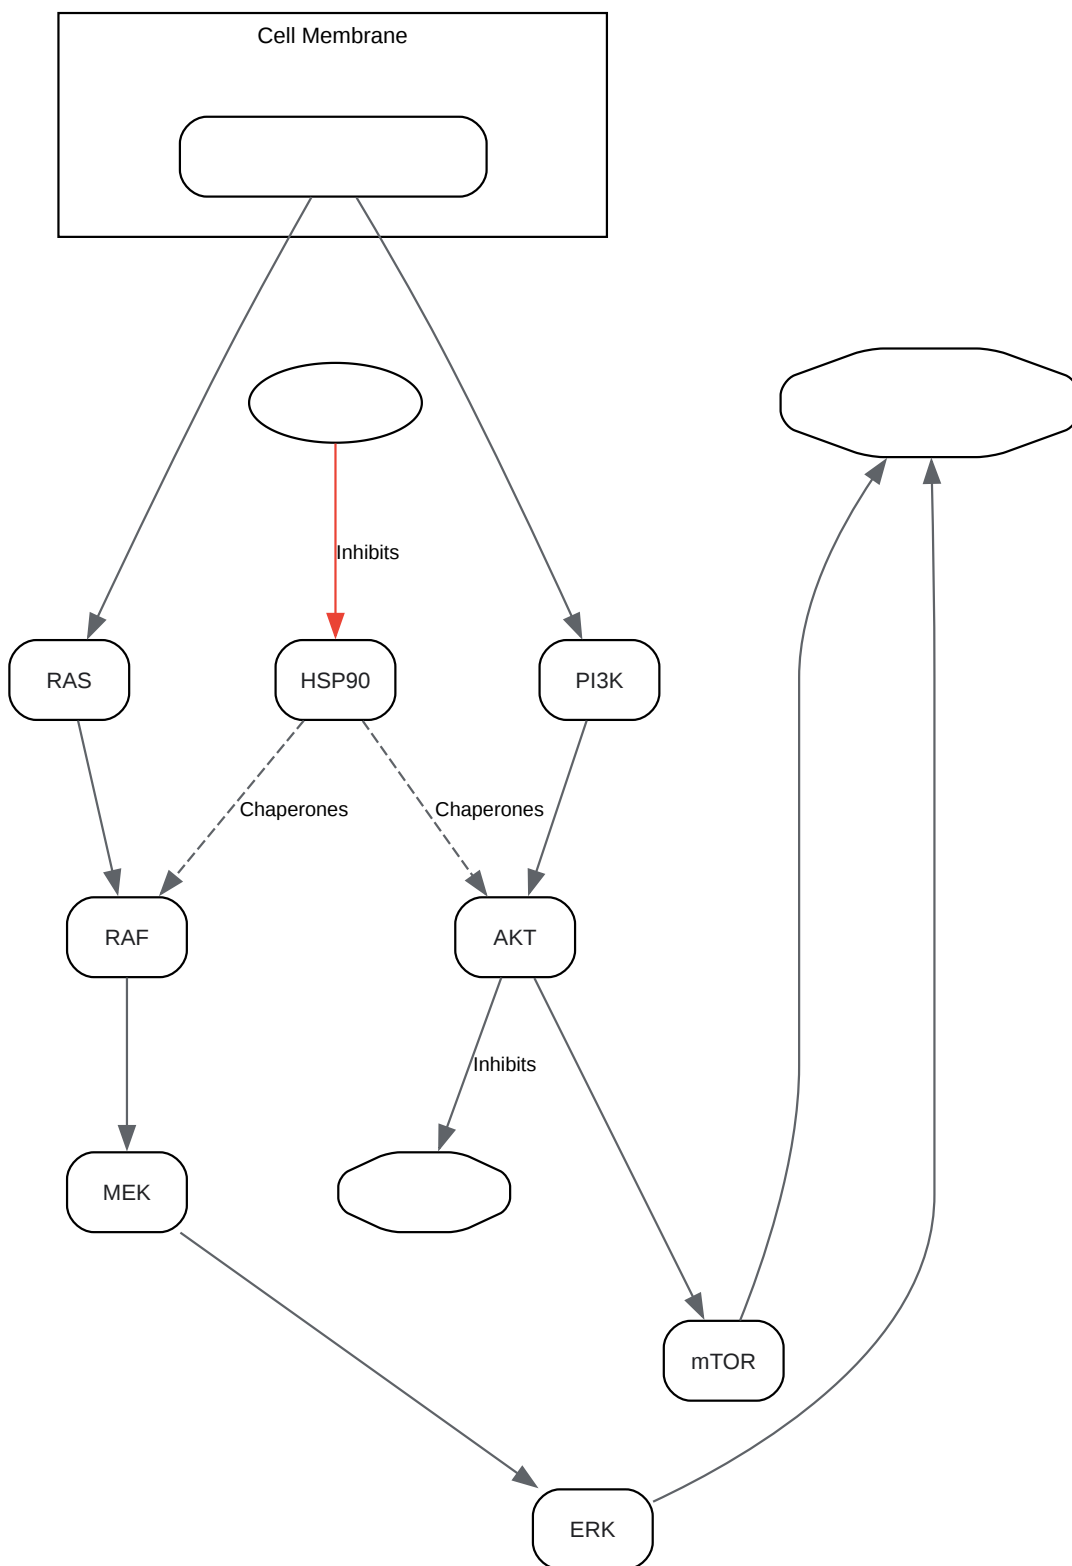 Cell Membrane
Inhibits
RAS
HSP90
PI3K
Chaperones
Chaperones
RAF
AKT
Inhibits
MEK
mTOR
ERK